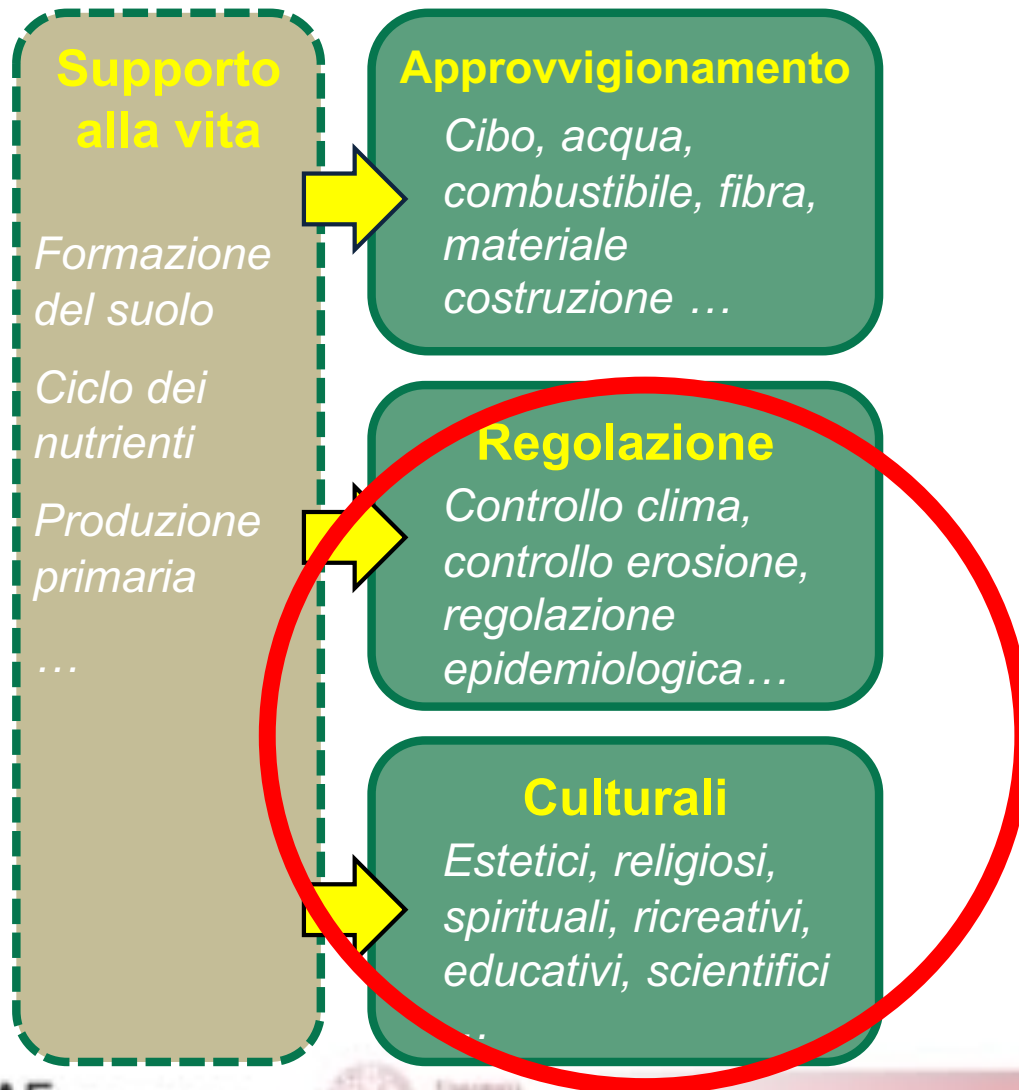 Supporto
alla vita
Formazione
del suolo
Ciclo dei
nutrienti
Produzione
primaria
…
Approvvigionamento
Cibo, acqua,
combustibile, fibra,
materiale
costruzione …
Regolazione
Controllo clima,
controllo erosione,
regolazione
epidemiologica…
Culturali
Estetici, religiosi,
spirituali, ricreativi,
educativi, scientifici
…